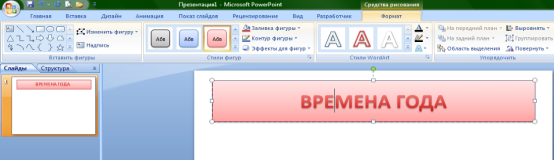 Презентация1 - Microsoft PowerPoint
Средства рисования
Главная Вставка Дизайн Анимация Показ слайдов Рецензирование Вид Разработчик Формат
Изменить фигуру
Надпись
Вставить фигуры
Абв Абв Абв
Заливка фигуры
Контур фигуры
Эффекты для фигур
Стили фигур
А А А
Стили WordArt
На передний план
На задний план
Область выделения
Выровнять
Группировать
Повернуть
Упорядочить
Слайды Структура
1
ВРЕМЕНА ГОДА
ВРЕМЕНА ГОДА